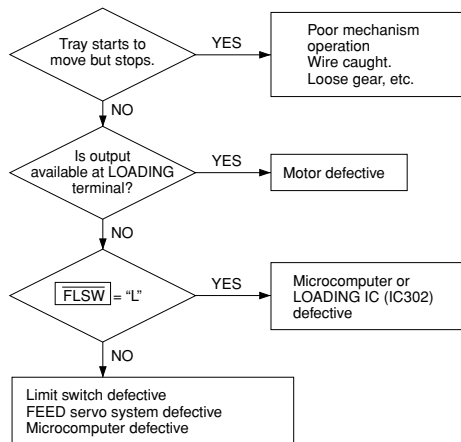 Tray starts to
move but stops.
YES
Poor mechanism
operation
Wire caught.
Loose gear, etc.
NO
Is output
available at LOADING
terminal?
YES
Motor defective
NO
FLSW = “L”
YES
Microcomputer or
LOADING IC (IC302)
defective
NO
Limit switch defective
FEED servo system defective
Microcomputer defective